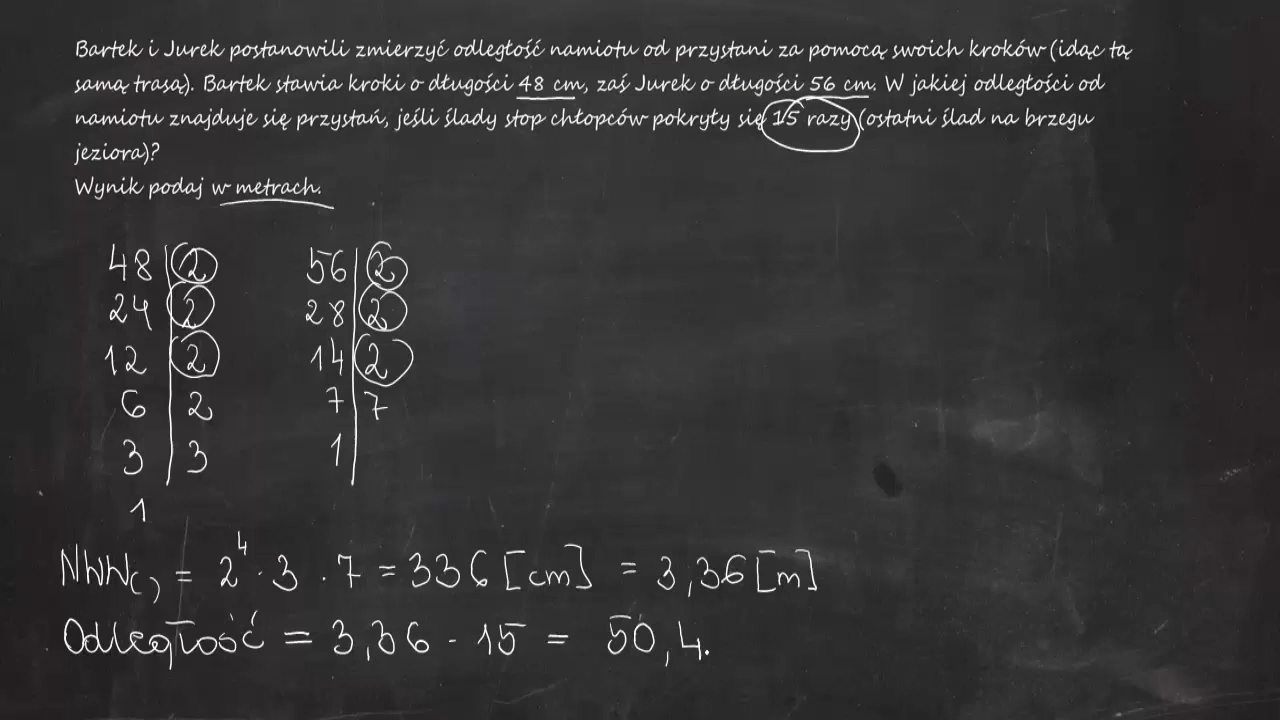 Bartek i Jurek postanowili zmierzyć odległość namiotu od przystani za pomocą swoich kroków (idąc tą
samą trasą). Bartek stawia kroki o długości 48 cm, zaś Jurek o długości 56 cm. W jakiej odległości od
namiotu znajduje się przystań, jeśli ślady stop chłopców pokryły się 15 razy (ostatni ślad na brzegu
jeziora)?
Wynik podaj w metrach.
48 | 2 56 | 2
24 | 2 28 | 2
12 | 2 14 | 2
6 | 2 7 | 7
3 | 3 1
1
NWW(,) = 2⁴ · 3 · 7 = 336 [cm] = 3,36 [m]
Odległość = 3,36 · 15 = 50,4.